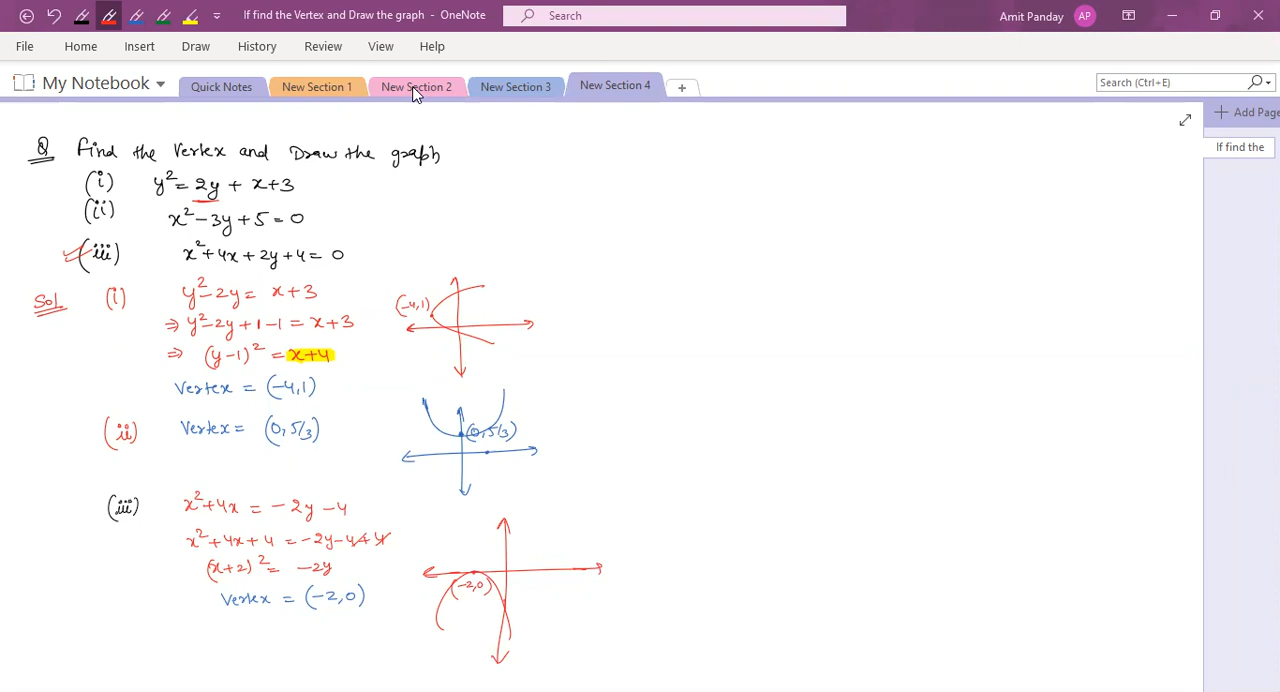 If find the Vertex and Draw the graph - OneNote
Search
Amit Panday AP
File Home Insert Draw History Review View Help
My Notebook
Quick Notes New Section 1 New Section 2 New Section 3 New Section 4 +
Search (Ctrl+E)
+ Add Page
If find the
Q Find the Vertex and Draw the graph
(i) y² = 2y + x+3
(ii) x² - 3y + 5 = 0
(iii) x² + 4x + 2y + 4 = 0
Sol (i) y² - 2y = x+3
⇒ y² - 2y + 1 - 1 = x+3
⇒ (y-1)² = x+4
Vertex = (-4,1)
(-4,1)
(ii) Vertex = (0, 5/3)
(0, 5/3)
(iii) x² + 4x = -2y - 4
x² + 4x + 4 = -2y - 4 + 4
(x+2)² = -2y
Vertex = (-2,0)
(-2,0)